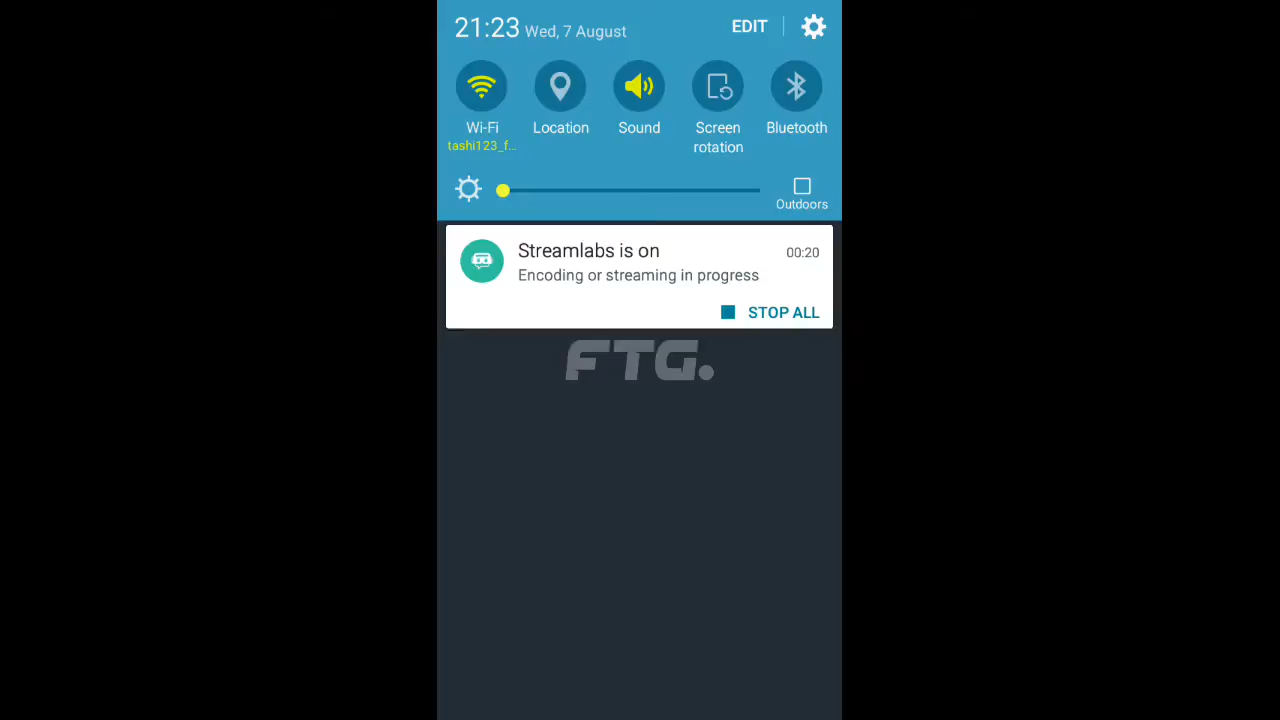 21:23 Wed, 7 August EDIT
Wi-Fi Location Sound Screen rotation Bluetooth
tashi123_f...
Outdoors
Streamlabs is on 00:20
Encoding or streaming in progress
STOP ALL
FTG.